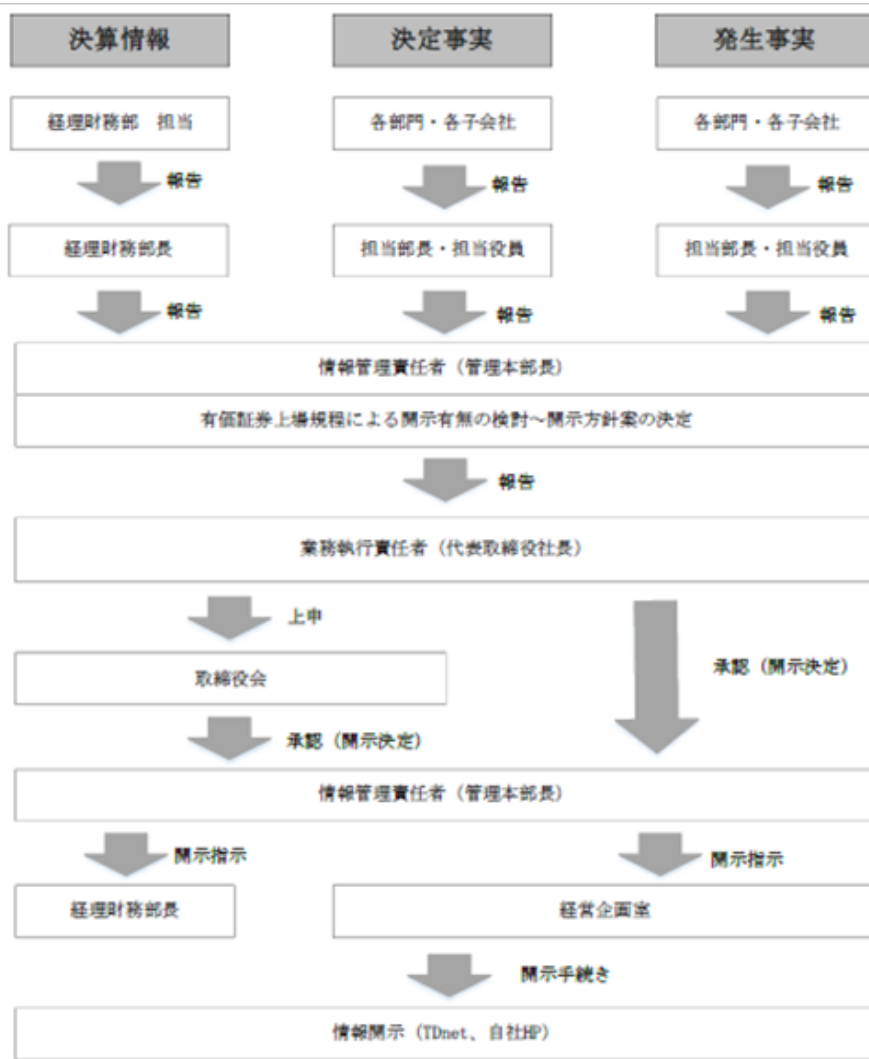 決算情報
決定事実
発生事実
経理財務部　担当
各部門・各子会社
各部門・各子会社
報告
報告
報告
経理財務部長
担当部長・担当役員
担当部長・担当役員
報告
報告
報告
情報管理責任者（管理本部長）
有価証券上場規程による開示有無の検討～開示方針案の決定
報告
業務執行責任者（代表取締役社長）
上申
承認（開示決定）
取締役会
承認（開示決定）
情報管理責任者（管理本部長）
開示指示
開示指示
経理財務部長
経営企画室
開示手続き
情報開示（TDnet、自社HP）